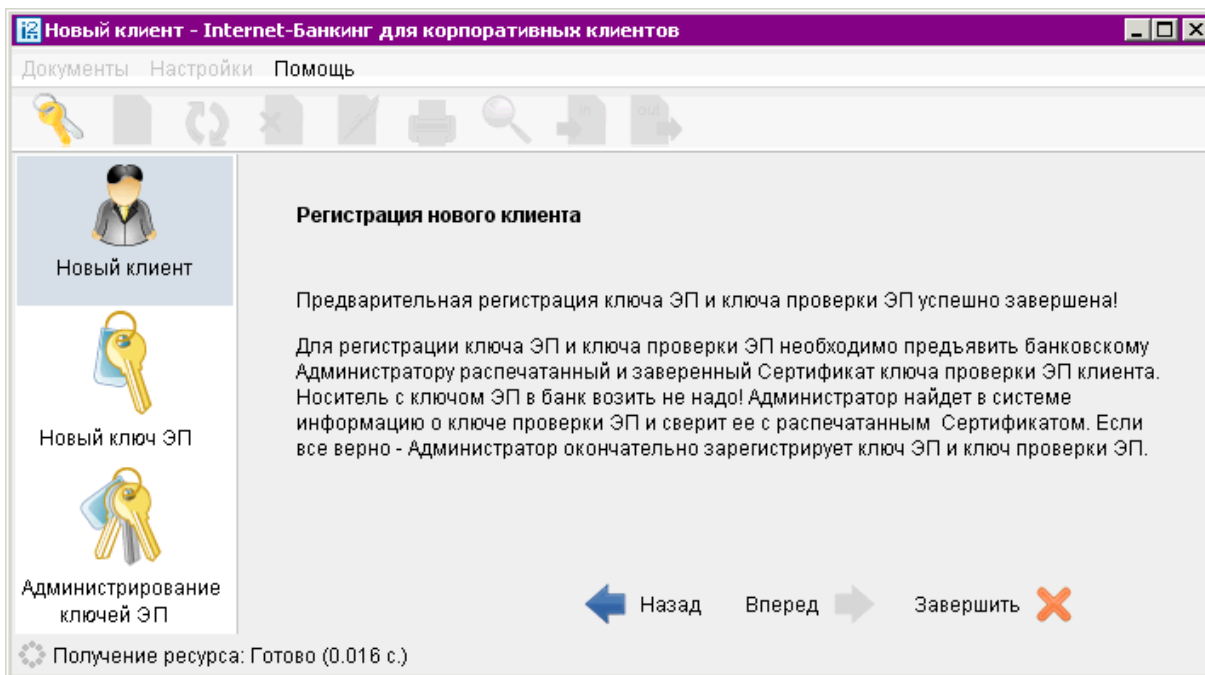 Новый клиент - Internet-Банкинг для корпоративных клиентов
Документы Настройки Помощь
in
out
Новый клиент
Новый ключ ЭП
Администрирование
ключей ЭП
Регистрация нового клиента
Предварительная регистрация ключа ЭП и ключа проверки ЭП успешно завершена!
Для регистрации ключа ЭП и ключа проверки ЭП необходимо предъявить банковскому
Администратору распечатанный и заверенный Сертификат ключа проверки ЭП клиента.
Носитель с ключом ЭП в банк возить не надо! Администратор найдет в системе
информацию о ключе проверки ЭП и сверит ее с распечатанным Сертификатом. Если
все верно - Администратор окончательно зарегистрирует ключ ЭП и ключ проверки ЭП.
Назад Вперед Завершить
Получение ресурса: Готово (0.016 с.)